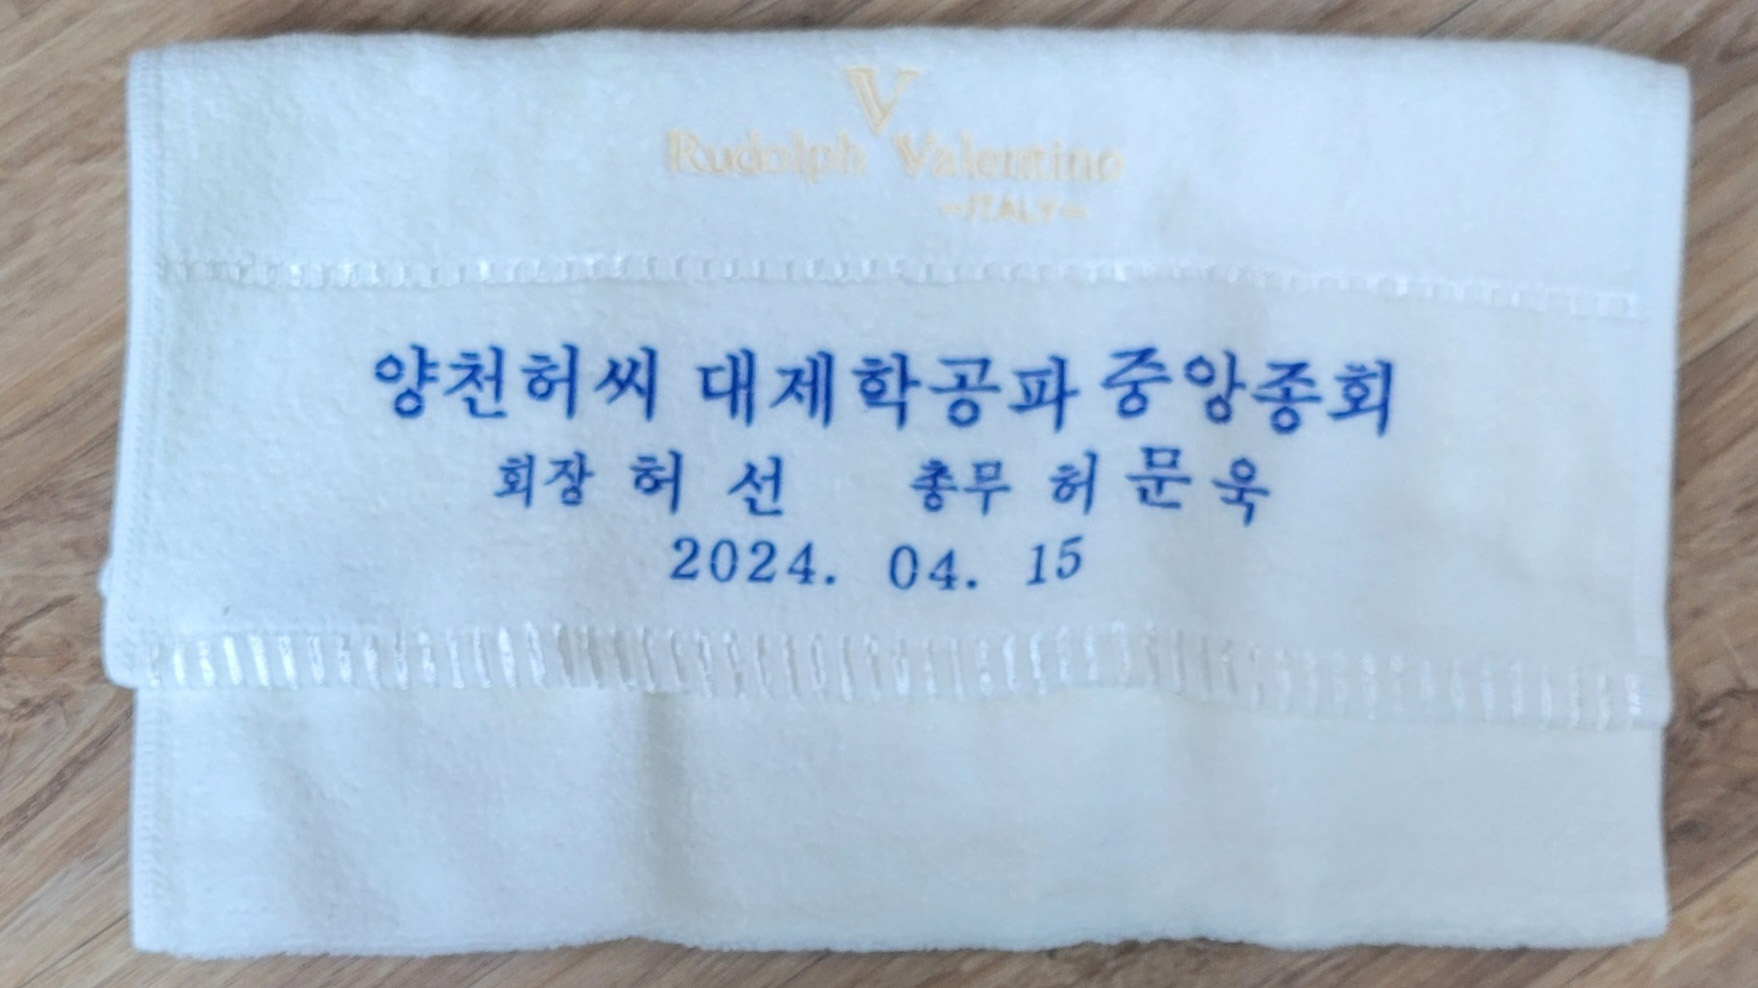 V
Rudolph Valentino
-ITALY-
양천허씨 대제학공파 중앙종회
회장 허 선 총무 허 문 욱
2024. 04. 15